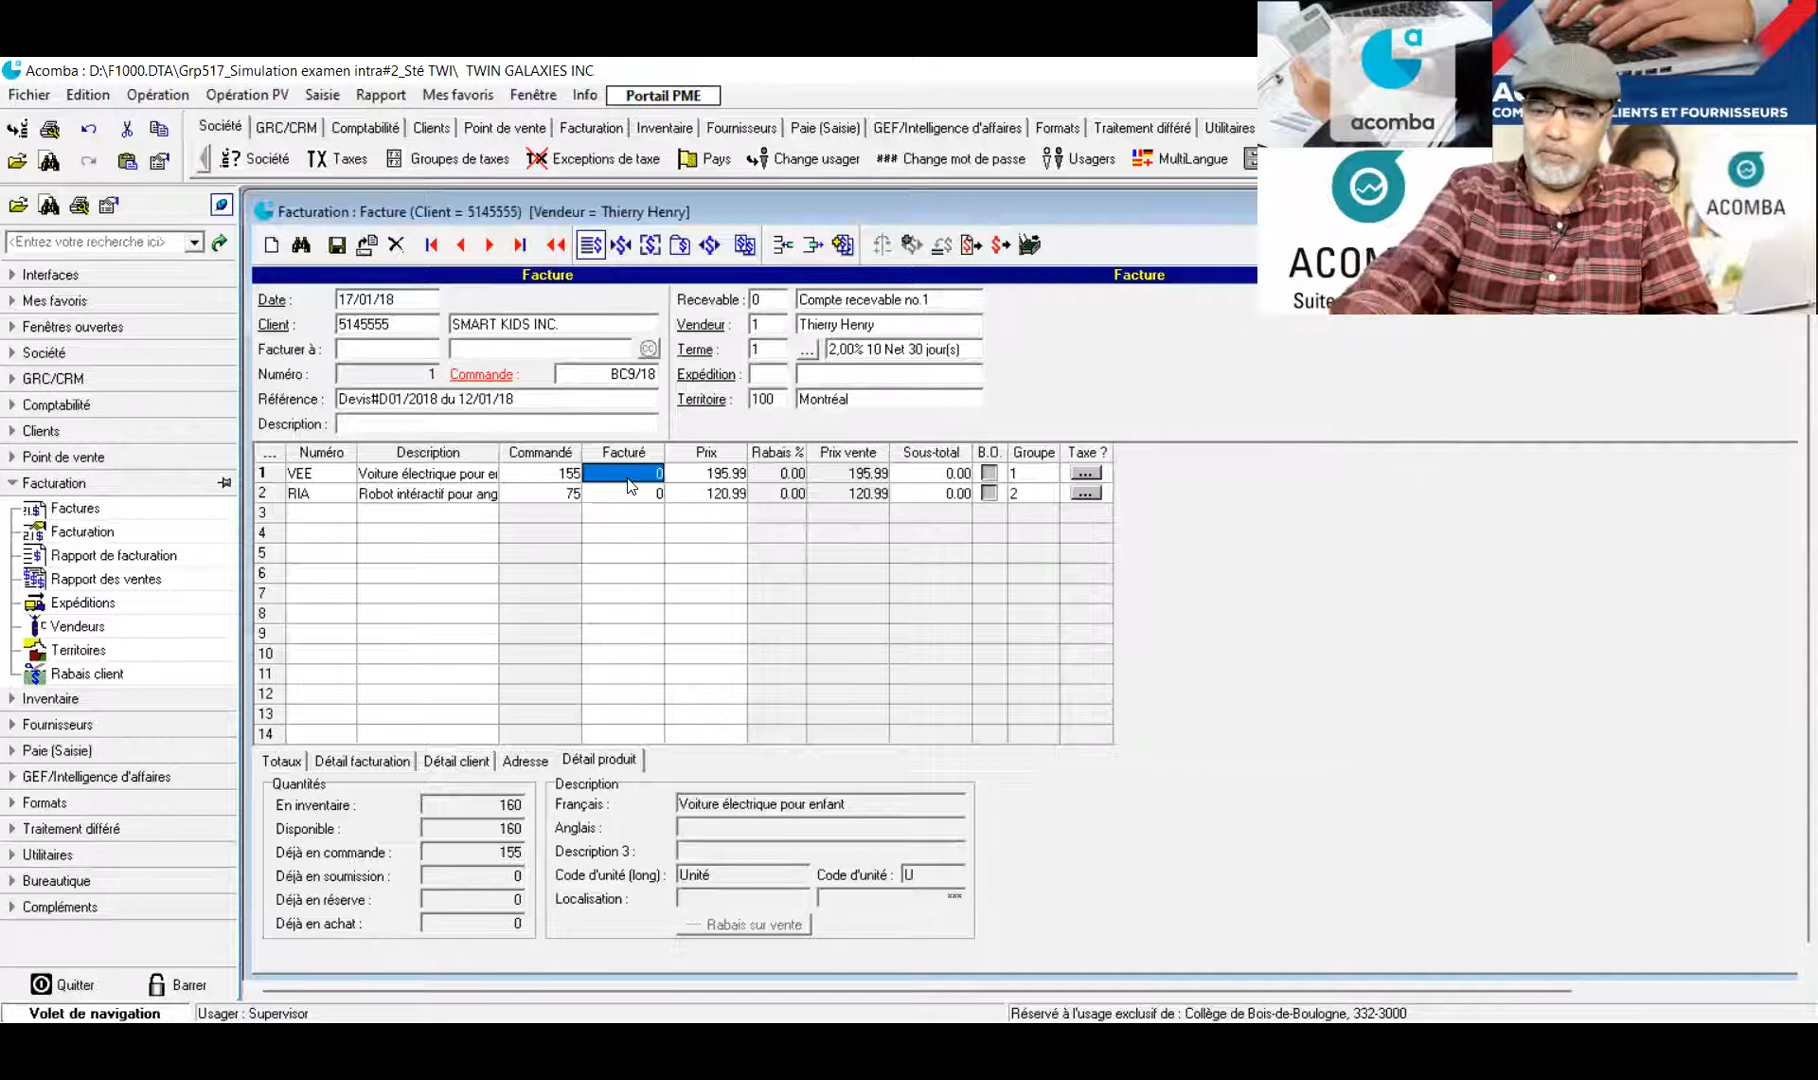 Acomba : D:\F1000.DTA\Grp517_Simulation examen intra#2_Sté TWI\ TWIN GALAXIES INC
Fichier Edition Opération Opération PV Saisie Rapport Mes favoris Fenêtre Info Portail PME
Société GRC/CRM Comptabilité Clients Point de vente Facturation Inventaire Fournisseurs Paie (Saisie) GEF/Intelligence d'affaires Formats Traitement différé Utilitaires
Société TX Taxes Groupes de taxes TX Exceptions de taxe Pays Change usager ### Change mot de passe Usagers MultiLangue
acomba
LIENTS ET FOURNISSEURS
ACOMBA
Suite
<Entrez votre recherche ici>
Interfaces
Mes favoris
Fenêtres ouvertes
Société
GRC/CRM
Comptabilité
Clients
Point de vente
Facturation
Factures
Facturation
Rapport de facturation
Rapport des ventes
Expéditions
Vendeurs
Territoires
Rabais client
Inventaire
Fournisseurs
Paie (Saisie)
GEF/Intelligence d'affaires
Formats
Traitement différé
Utilitaires
Bureautique
Compléments
Quitter Barrer
Volet de navigation
Facturation : Facture (Client = 5145555) [Vendeur = Thierry Henry]
Facture Facture
Date : 17/01/18 Recevable : 0 Compte recevable no.1
Client : 5145555 SMART KIDS INC. Vendeur : 1 Thierry Henry
Facturer à : Terme : 1 ... 2,00% 10 Net 30 jour(s)
Numéro : 1 Commande : BC9/18 Expédition :
Référence : Devis#D01/2018 du 12/01/18 Territoire : 100 Montréal
Description :
... Numéro Description Commandé Facturé Prix Rabais % Prix vente Sous-total B.O. Groupe Taxe ?
1 VEE Voiture électrique pour e 155 0 195.99 0.00 195.99 0.00 1 ...
2 RIA Robot intéractif pour ang 75 0 120.99 0.00 120.99 0.00 2 ...
3
4
5
6
7
8
9
10
11
12
13
14
Totaux Détail facturation Détail client Adresse Détail produit
Quantités Description
En inventaire : 160 Français : Voiture électrique pour enfant
Disponible : 160 Anglais :
Déjà en commande : 155 Description 3 :
Déjà en soumission : 0 Code d'unité (long) : Unité Code d'unité : U
Déjà en réserve : 0 Localisation : ***
Déjà en achat : 0 Rabais sur vente
Usager : Supervisor Réservé à l'usage exclusif de : Collège de Bois-de-Boulogne, 332-3000